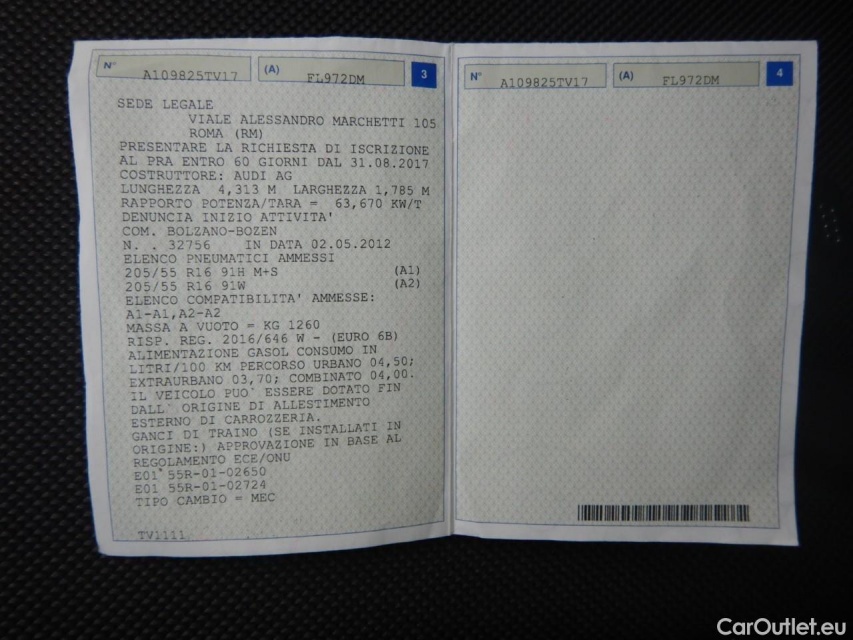 N° A109825TV17 (A) FL972DM 3
SEDE LEGALE
VIALE ALESSANDRO MARCHETTI 105
ROMA (RM)
PRESENTARE LA RICHIESTA DI ISCRIZIONE
AL PRA ENTRO 60 GIORNI DAL 31.08.2017
COSTRUTTORE: AUDI AG
LUNGHEZZA 4,313 M LARGHEZZA 1,785 M
RAPPORTO POTENZA/TARA = 63,670 KW/T
DENUNCIA INIZIO ATTIVITA'
COM. BOLZANO-BOZEN
N. . 32756 IN DATA 02.05.2012
ELENCO PNEUMATICI AMMESSI
205/55 R16 91H M+S (A1)
205/55 R16 91W (A2)
ELENCO COMPATIBILITA' AMMESSE:
A1-A1,A2-A2
MASSA A VUOTO = KG 1260
RISP. REG. 2016/646 W - (EURO 6B)
ALIMENTAZIONE GASOL CONSUMO IN
LITRI/100 KM PERCORSO URBANO 04,50;
EXTRAURBANO 03,70; COMBINATO 04,00.
IL VEICOLO PUO' ESSERE DOTATO FIN
DALL' ORIGINE DI ALLESTIMENTO
ESTERNO DI CARROZZERIA.
GANCI DI TRAINO (SE INSTALLATI IN
ORIGINE:) APPROVAZIONE IN BASE AL
REGOLAMENTO ECE/ONU
E01 55R-01-02650
E01 55R-01-02724
TIPO CAMBIO = MEC
TV1111
N° A109825TV17 (A) FL972DM 4
CarOutlet.eu